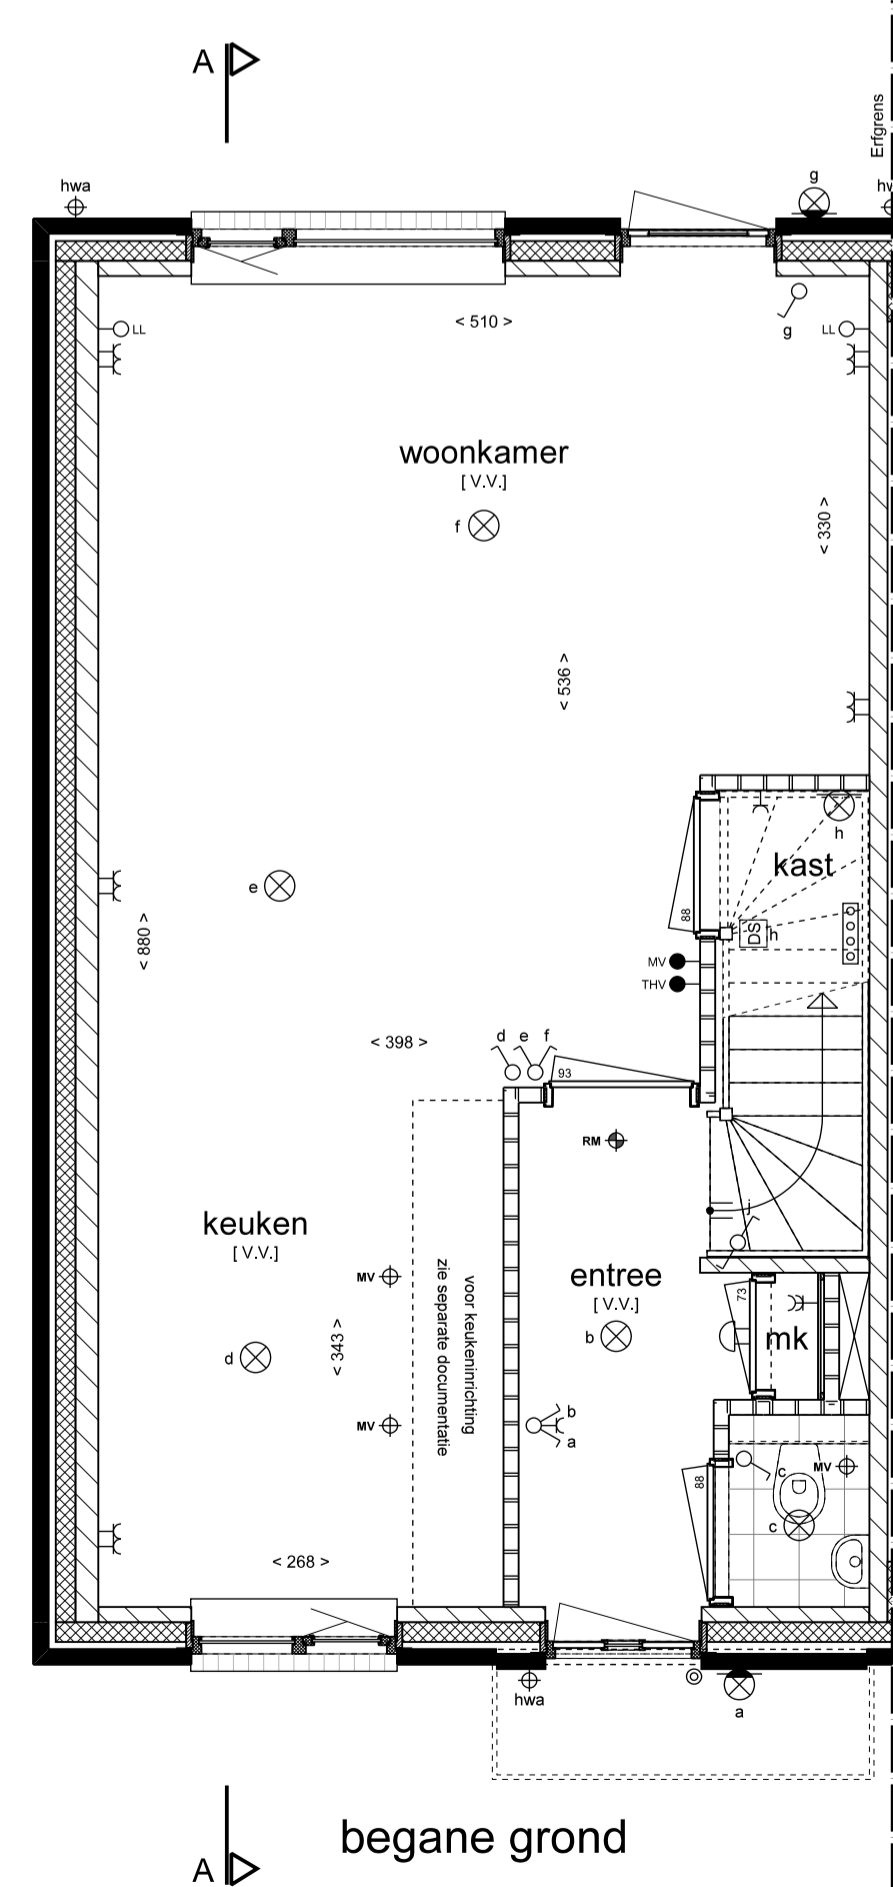 A
Erfgrens
hwa
g
hv
< 510 >
g
LL
LL
woonkamer
[ V.V.]
f
< 330 >
< 536 >
h
kast
e
88
< 880 >
DS
h
MV
THV
< 398 >
d e f
93
RM
j
keuken
[ V.V.]
MV
voor keukeninrichting
zie separate documentatie
entree
[ V.V.]
73
b
mk
< 343 >
d
MV
b
a
c
MV
88
c
< 268 >
hwa
a
begane grond
A